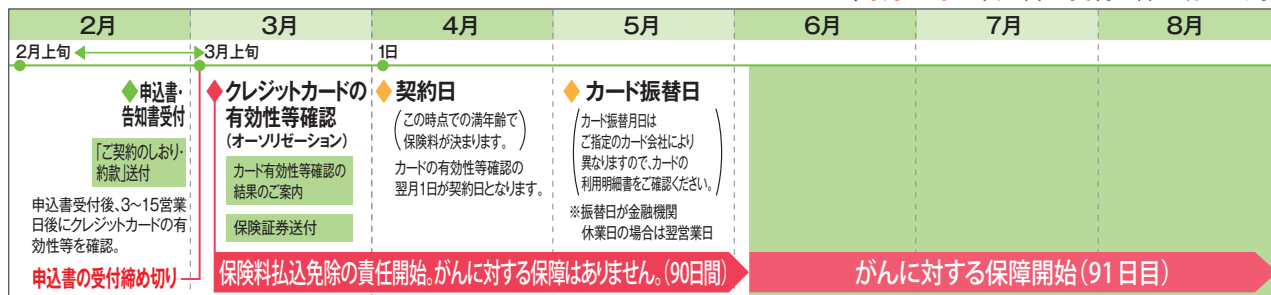 2月
3月
4月
5月
6月
7月
8月
2月上旬
3月上旬
1日
◆申込書・
告知書受付
「ご契約のしおり・
約款」送付
申込書受付後、3~15営業
日後にクレジットカードの有
効性等を確認。
申込書の受付締め切り
◆クレジットカードの
有効性等確認
(オーソリゼーション)
カード有効性等確認の
結果のご案内
保険証券送付
◆契約日
(この時点での満年齢で
保険料が決まります。)
カードの有効性等確認の
翌月1日が契約日となります。
◆カード振替日
(カード振替月日は
ご指定のカード会社により
異なりますので、カードの
利用明細書をご確認ください。)
※振替日が金融機関
休業日の場合は翌営業日
保険料払込免除の責任開始。がんに対する保障はありません。(90日間)
がんに対する保障開始(91日目)